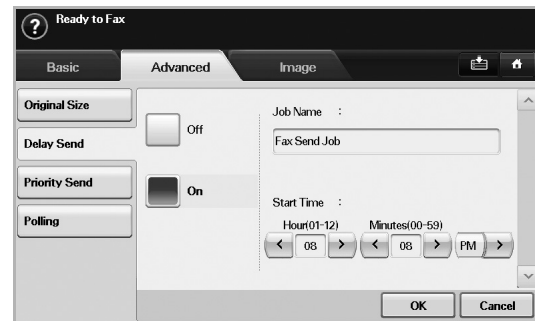 ? Ready to Fax
Basic Advanced Image
Original Size
Delay Send
Priority Send
Polling
Off
On
Job Name :
Fax Send Job
Start Time :
Hour(01-12) Minutes(00-59)
< 08 > < 08 > PM >
OK Cancel